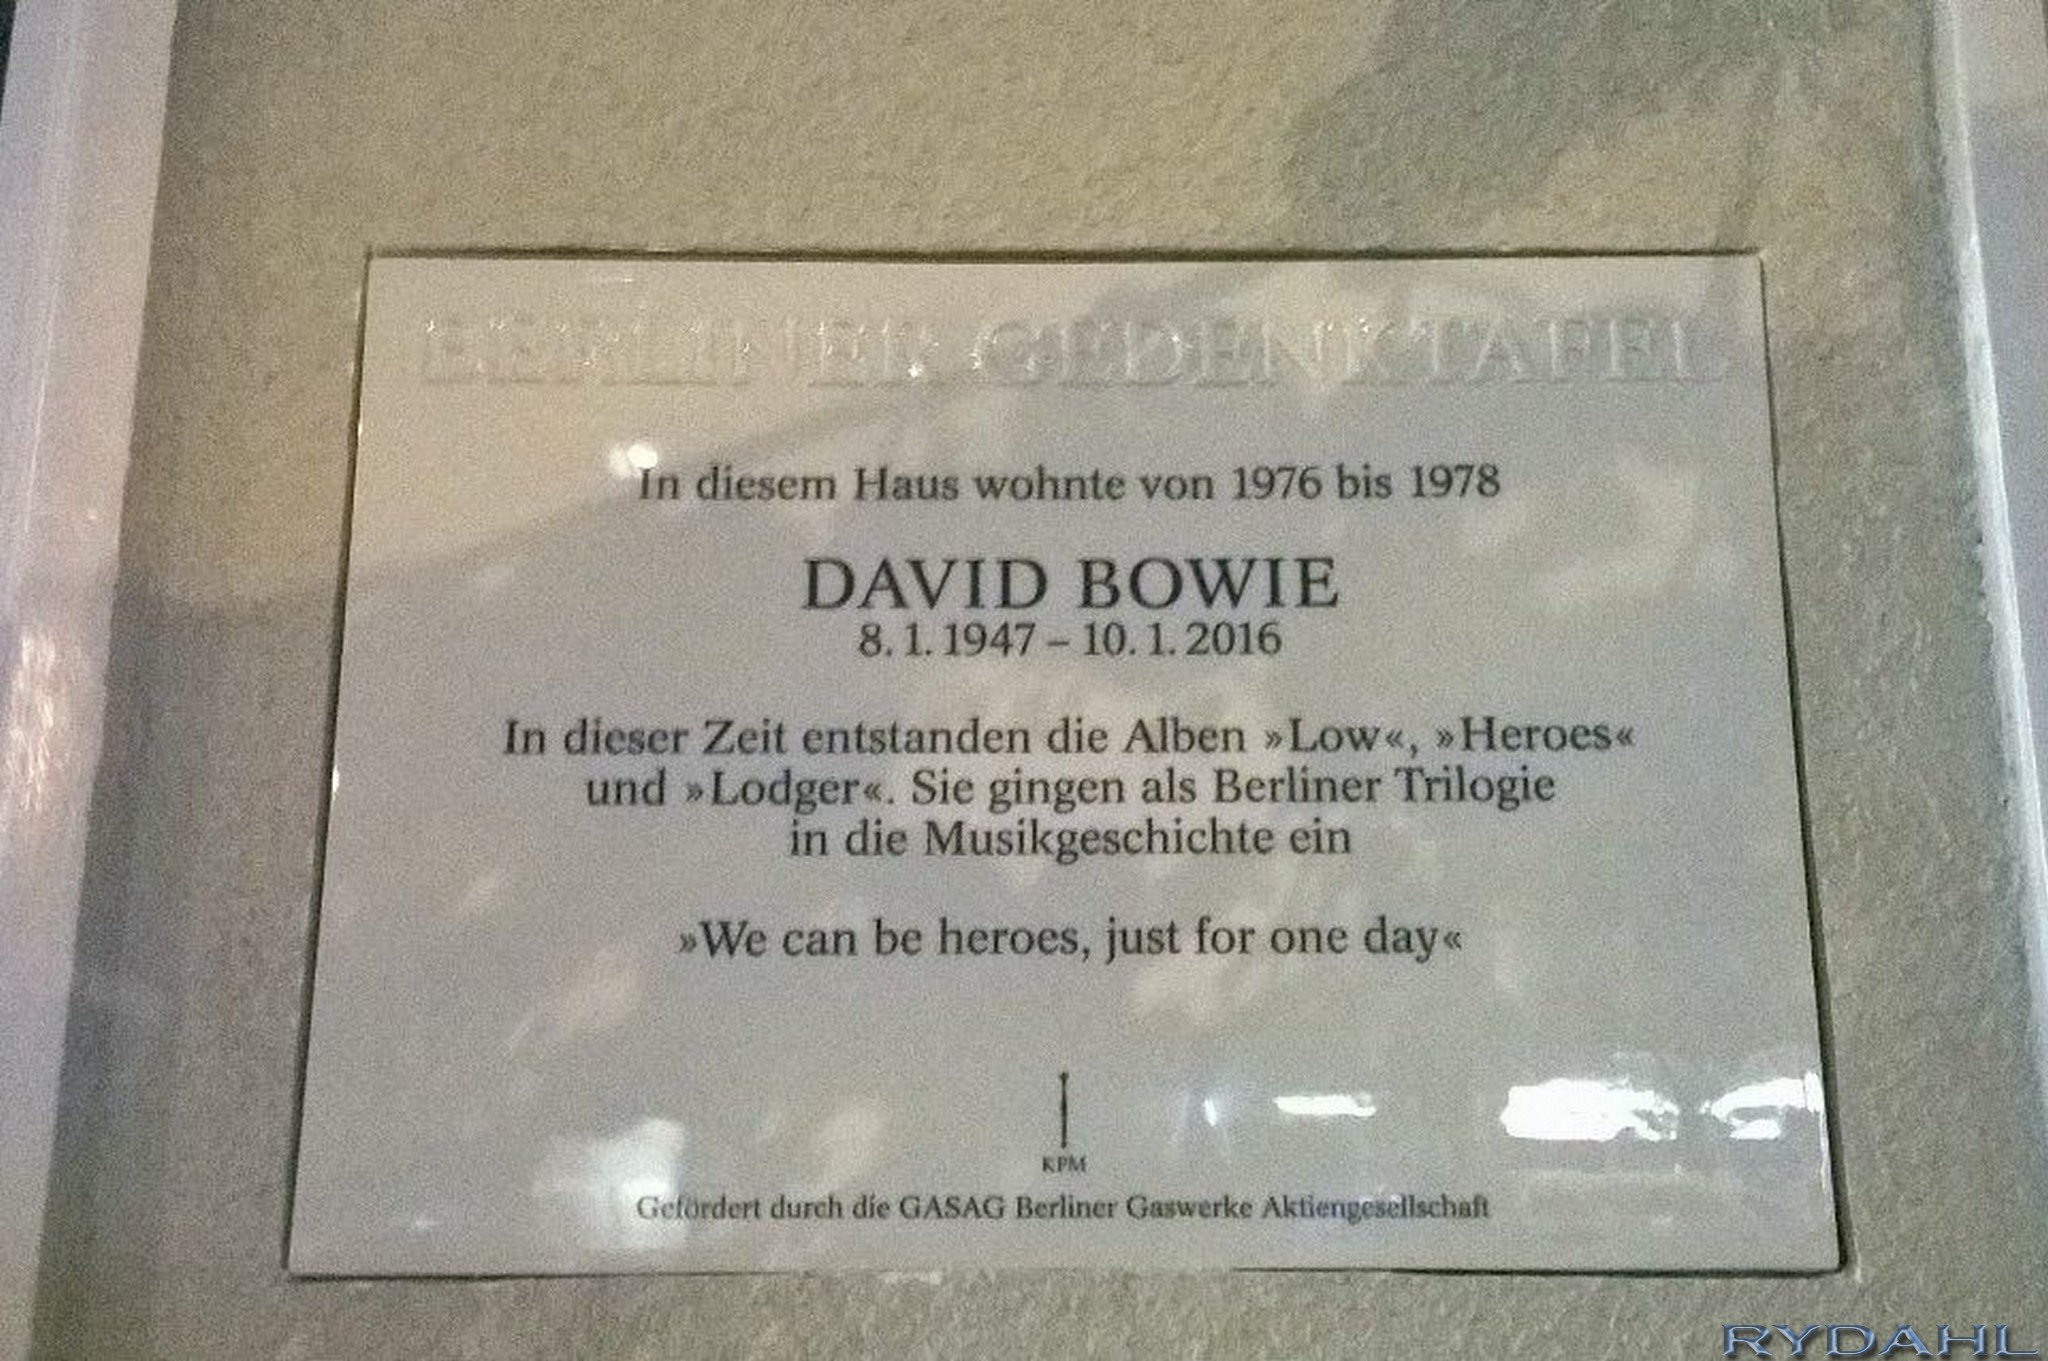 BERLINER GEDENKTAFEL
In diesem Haus wohnte von 1976 bis 1978
DAVID BOWIE
8. 1. 1947 – 10. 1. 2016
In dieser Zeit entstanden die Alben »Low«, »Heroes«
und »Lodger«. Sie gingen als Berliner Trilogie
in die Musikgeschichte ein
»We can be heroes, just for one day«
KPM
Gefördert durch die GASAG Berliner Gaswerke Aktiengesellschaft
RYDAHL